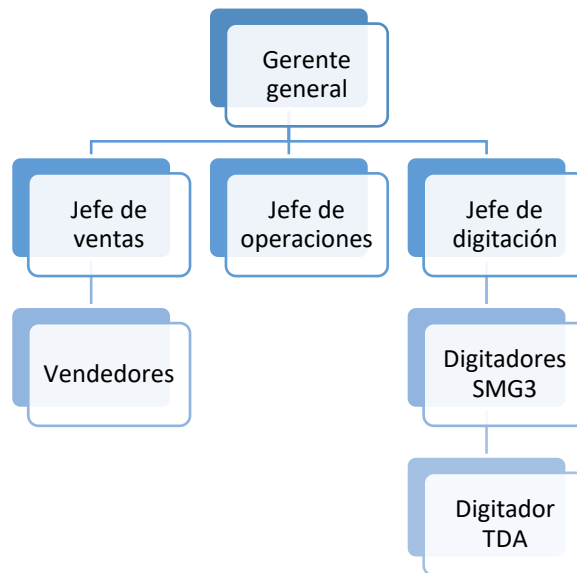 Gerente
general
Jefe de
ventas
Jefe de
operaciones
Jefe de
digitación
Vendedores
Digitadores
SMG3
Digitador
TDA